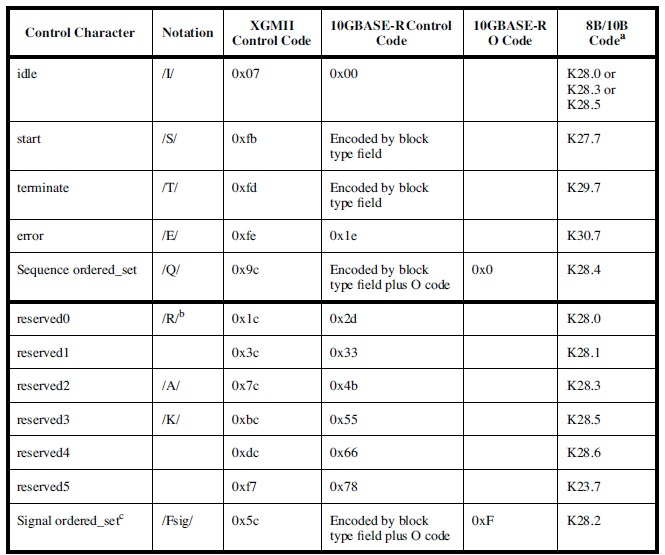 Control Character Notation XGMII Control Code 10GBASE-R Control Code 10GBASE-R O Code 8B/10B Codea
idle /I/ 0x07 0x00 K28.0 or
K28.3 or
K28.5
start /S/ 0xfb Encoded by block K27.7
type field
terminate /T/ 0xfd Encoded by block K29.7
type field
error /E/ 0xfe 0x1e K30.7
Sequence ordered_set /Q/ 0x9c Encoded by block 0x0 K28.4
type field plus O code
reserved0 /R/b 0x1c 0x2d K28.0
reserved1 0x3c 0x33 K28.1
reserved2 /A/ 0x7c 0x4b K28.3
reserved3 /K/ 0xbc 0x55 K28.5
reserved4 0xdc 0x66 K28.6
reserved5 0xf7 0x78 K23.7
Signal ordered_setc /Fsig/ 0x5c Encoded by block 0xF K28.2
type field plus O code